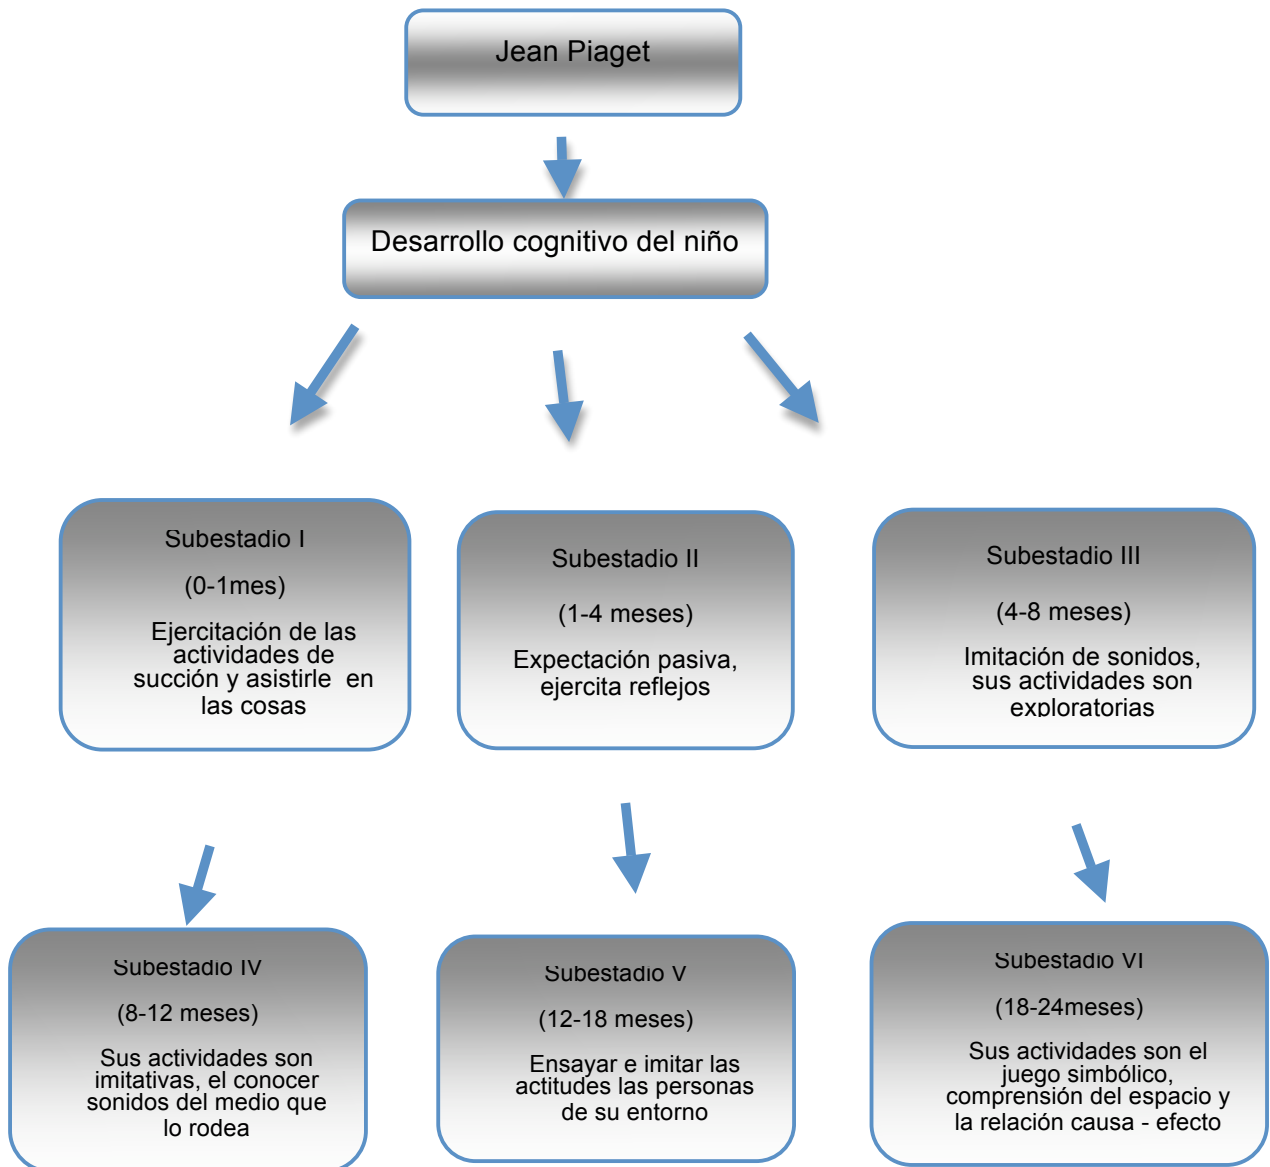 Jean Piaget
Desarrollo cognitivo del niño
Subestadio I
(0-1mes)
Ejercitación de las
actividades de
succión y asistirle  en
las cosas
Subestadio II
(1-4 meses)
Expectación pasiva,
ejercita reflejos
Subestadio III
(4-8 meses)
Imitación de sonidos,
sus actividades son
exploratorias
Subestadio IV
(8-12 meses)
Sus actividades son
imitativas, el conocer
sonidos del medio que
lo rodea
Subestadio V
(12-18 meses)
Ensayar e imitar las
actitudes las personas
de su entorno
Subestadio VI
(18-24meses)
Sus actividades son el
juego simbólico,
comprensión del espacio y
la relación causa - efecto